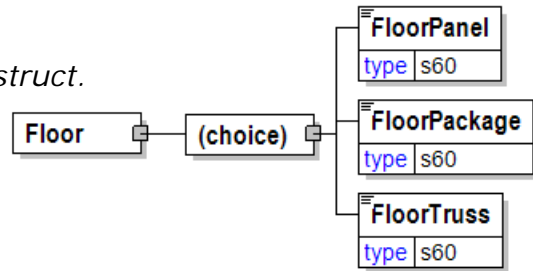 struct.
Floor
(choice)
FloorPanel
type s60
FloorPackage
type s60
FloorTruss
type s60